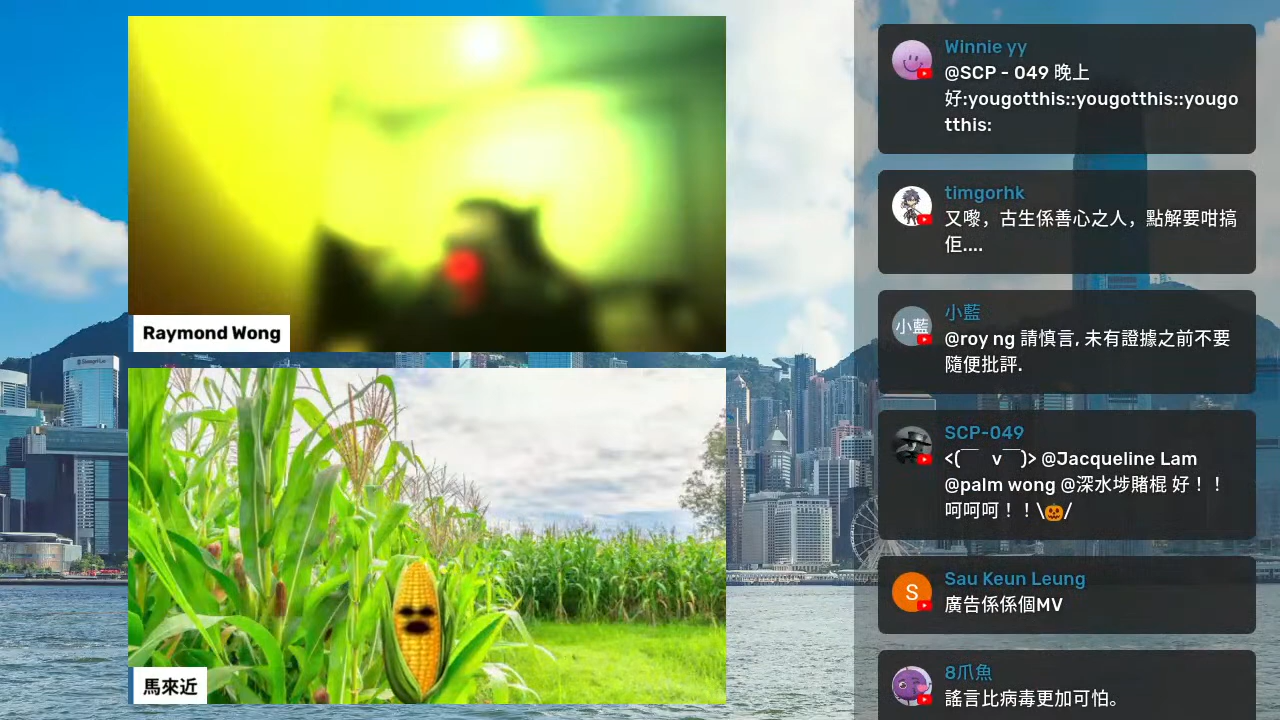 Raymond Wong
馬來近
Winnie yy
@SCP - 049 晚上
好:yougotthis::yougotthis::yougo
tthis:
timgorhk
又嚟，古生係善心之人，點解要咁搞
佢....
小藍
小藍
@roy ng 請慎言, 未有證據之前不要
隨便批評.
SCP-049
<(￣ v￣)> @Jacqueline Lam
@palm wong @深水埗賭棍 好！！
呵呵呵！！\🎃/
S
Sau Keun Leung
廣告係係個MV
8爪魚
謠言比病毒更加可怕。